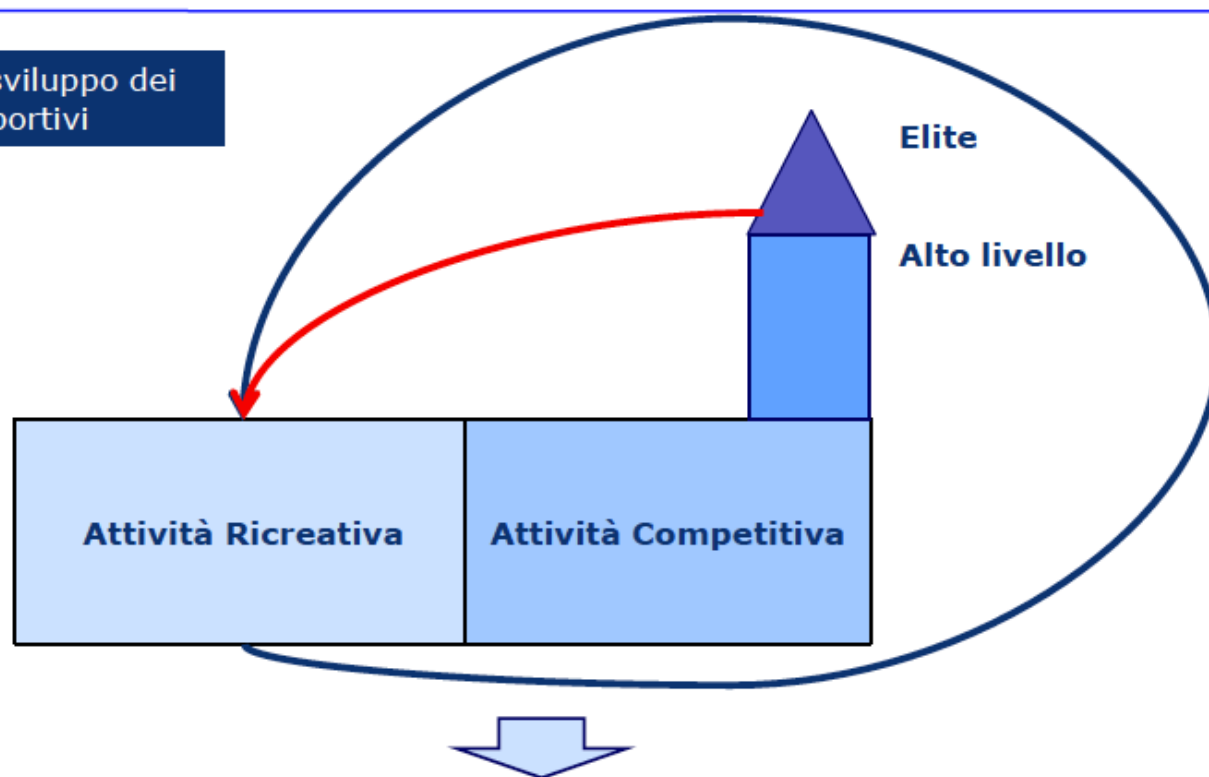 sviluppo dei
portivi
Elite
Alto livello
Attività Ricreativa
Attività Competitiva